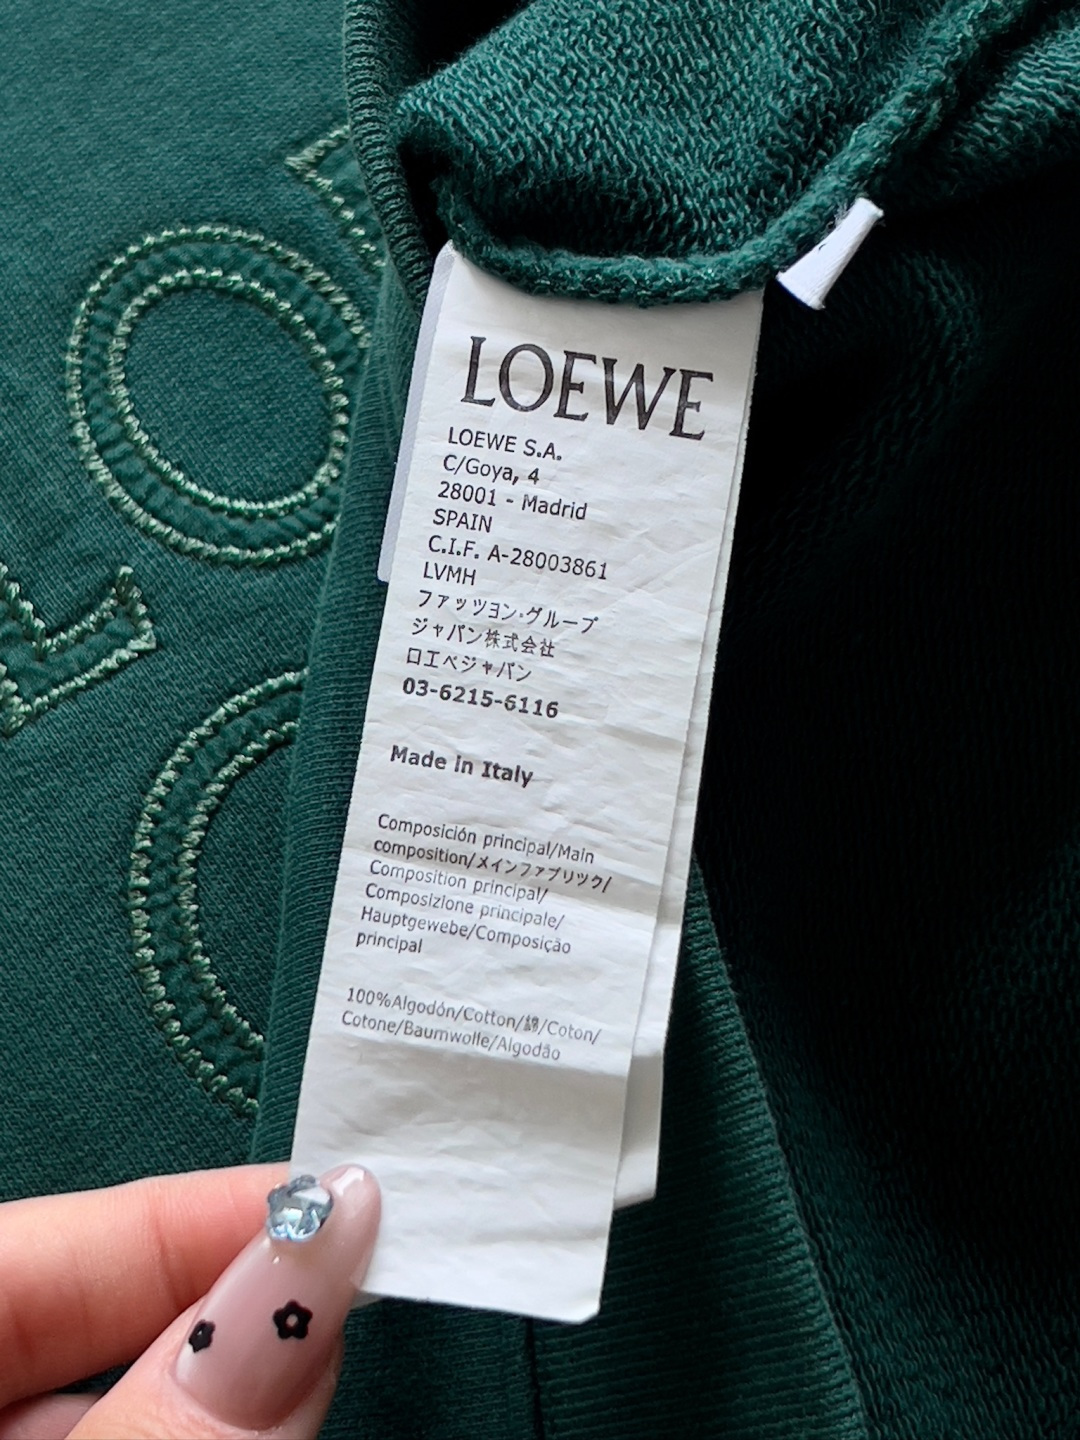 LOEWE
LOEWE S.A.
C/Goya, 4
28001 - Madrid
SPAIN
C.I.F. A-28003861
LVMH
ファッツヨン・グループ
ジャパン株式会社
ロエベジャパン
03-6215-6116
Made in Italy
Composición principal/Main
composition/メインファブリック/
Composition principal/
Composizione principale/
Hauptgewebe/Composição
principal
100%Algodón/Cotton/綿/Coton/
Cotone/Baumwolle/Algodão